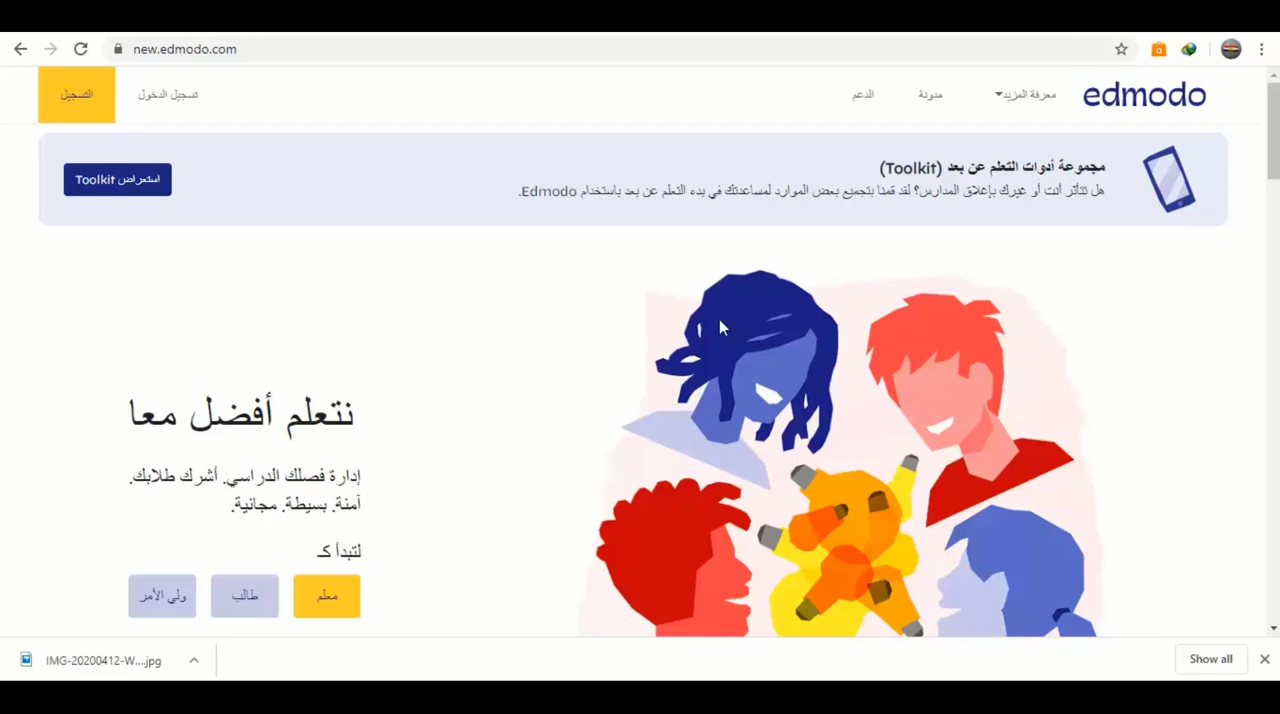 new.edmodo.com
edmodo
معرفة المزيد
مدونة
الدعم
تسجيل الدخول
التسجيل
مجموعة أدوات التعلم عن بعد (Toolkit)
هل تتأثر أنت أو غيرك بإغلاق المدارس؟ لقد قمنا بتجميع بعض الموارد لمساعدتك في بدء التعلم عن بعد باستخدام Edmodo.
استعراض Toolkit
نتعلم أفضل معا
إدارة فصلك الدراسي. أشرك طلابك.
آمنة. بسيطة. مجانية.
لتبدأ كـ
معلم
طالب
ولي الأمر
IMG-20200412-W....jpg
Show all